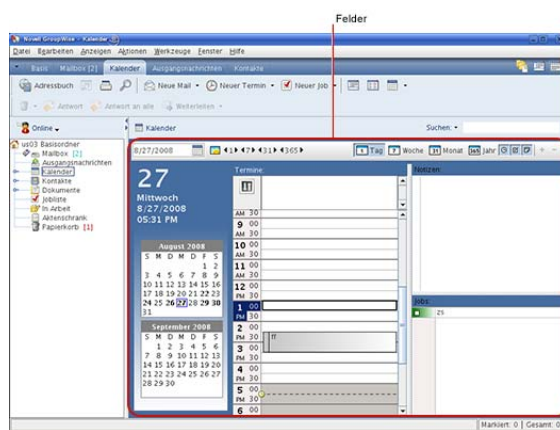 Felder
Novell GroupWise - Kalender
Datei Bearbeiten Anzeigen Aktionen Werkzeuge Fenster Hilfe
Basis Mailbox [2] Kalender Ausgangsnachrichten Kontakte
Adressbuch Neue Mail Neuer Termin Neuer Job
Antwort Antwort an alle Weiterleiten
Online Kalender Suchen:
us03 Basisordner
Mailbox [2]
Ausgangsnachrichten
Kalender
Kontakte
Dokumente
Jobliste
In Arbeit
Aktenschrank
Papierkorb [1]
8/27/2008 1 7 31 365 Tag Woche Monat Jahr
27
Mittwoch
8/27/2008
05:31 PM
August 2008
S M D M D F S
1 2
3 4 5 6 7 8 9
10 11 12 13 14 15 16
17 18 19 20 21 22 23
24 25 26 27 28 29 30
31
September 2008
S M D M D F S
1 2 3 4 5 6
7 8 9 10 11 12 13
14 15 16 17 18 19 20
21 22 23 24 25 26 27
28 29 30
Termine:
AM 30
9 00
AM 30
10 00
AM 30
11 00
AM 30
12 00
PM 30
1 00
PM 30
2 00
PM 30
ff
3 00
PM 30
4 00
PM 30
5 00
PM 30
6 00
Notizen:
Jobs:
zs
Markiert: 0 Gesamt: 0